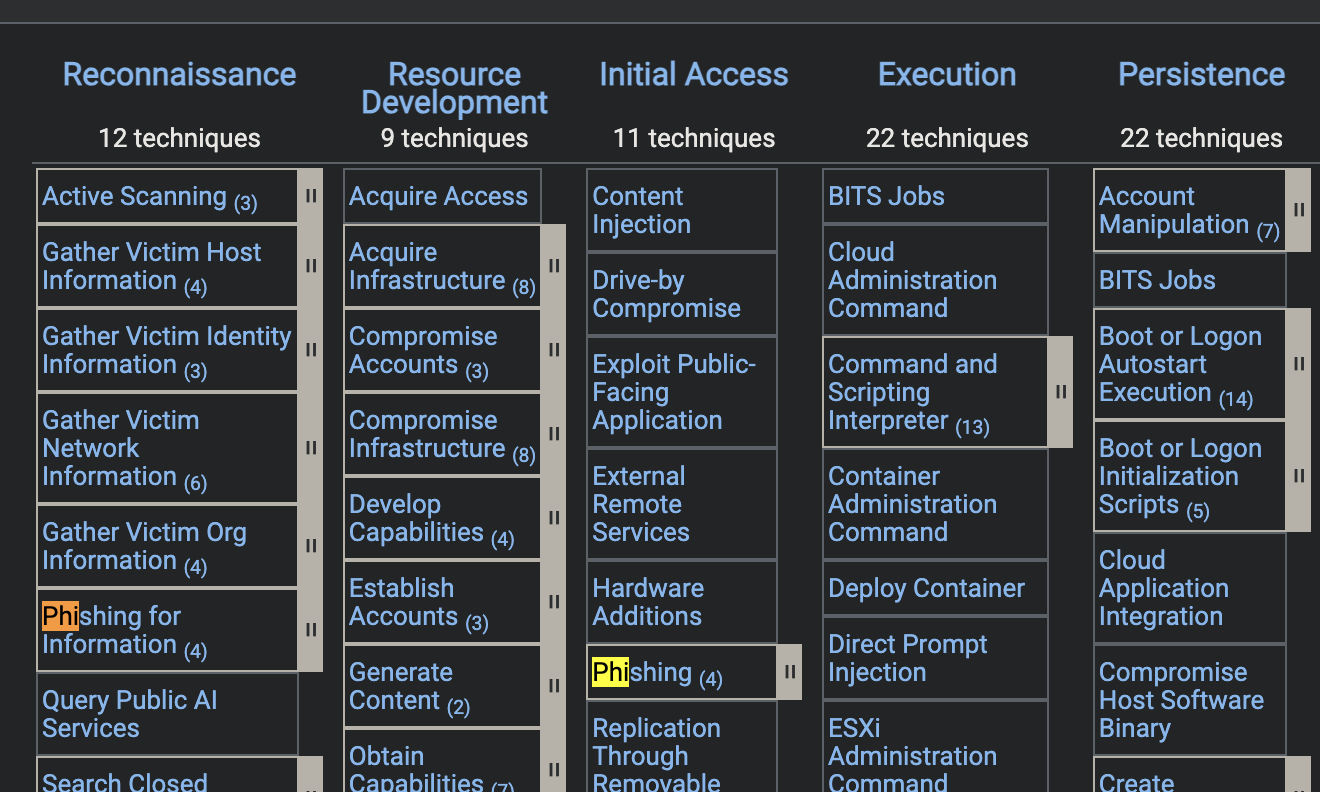 Reconnaissance
12 techniques
Active Scanning (3)
Gather Victim Host
Information (4)
Gather Victim Identity
Information (3)
Gather Victim
Network
Information (6)
Gather Victim Org
Information (4)
Phishing for
Information (4)
Query Public AI
Services
Search Closed
Resource
Development
9 techniques
Acquire Access
Acquire
Infrastructure (8)
Compromise
Accounts (3)
Compromise
Infrastructure (8)
Develop
Capabilities (4)
Establish
Accounts (3)
Generate
Content (2)
Obtain
Capabilities (7)
Initial Access
11 techniques
Content
Injection
Drive-by
Compromise
Exploit Public-
Facing
Application
External
Remote
Services
Hardware
Additions
Phishing (4)
Replication
Through
Removable
Execution
22 techniques
BITS Jobs
Cloud
Administration
Command
Command and
Scripting
Interpreter (13)
Container
Administration
Command
Deploy Container
Direct Prompt
Injection
ESXi
Administration
Command
Persistence
22 techniques
Account
Manipulation (7)
BITS Jobs
Boot or Logon
Autostart
Execution (14)
Boot or Logon
Initialization
Scripts (5)
Cloud
Application
Integration
Compromise
Host Software
Binary
Create